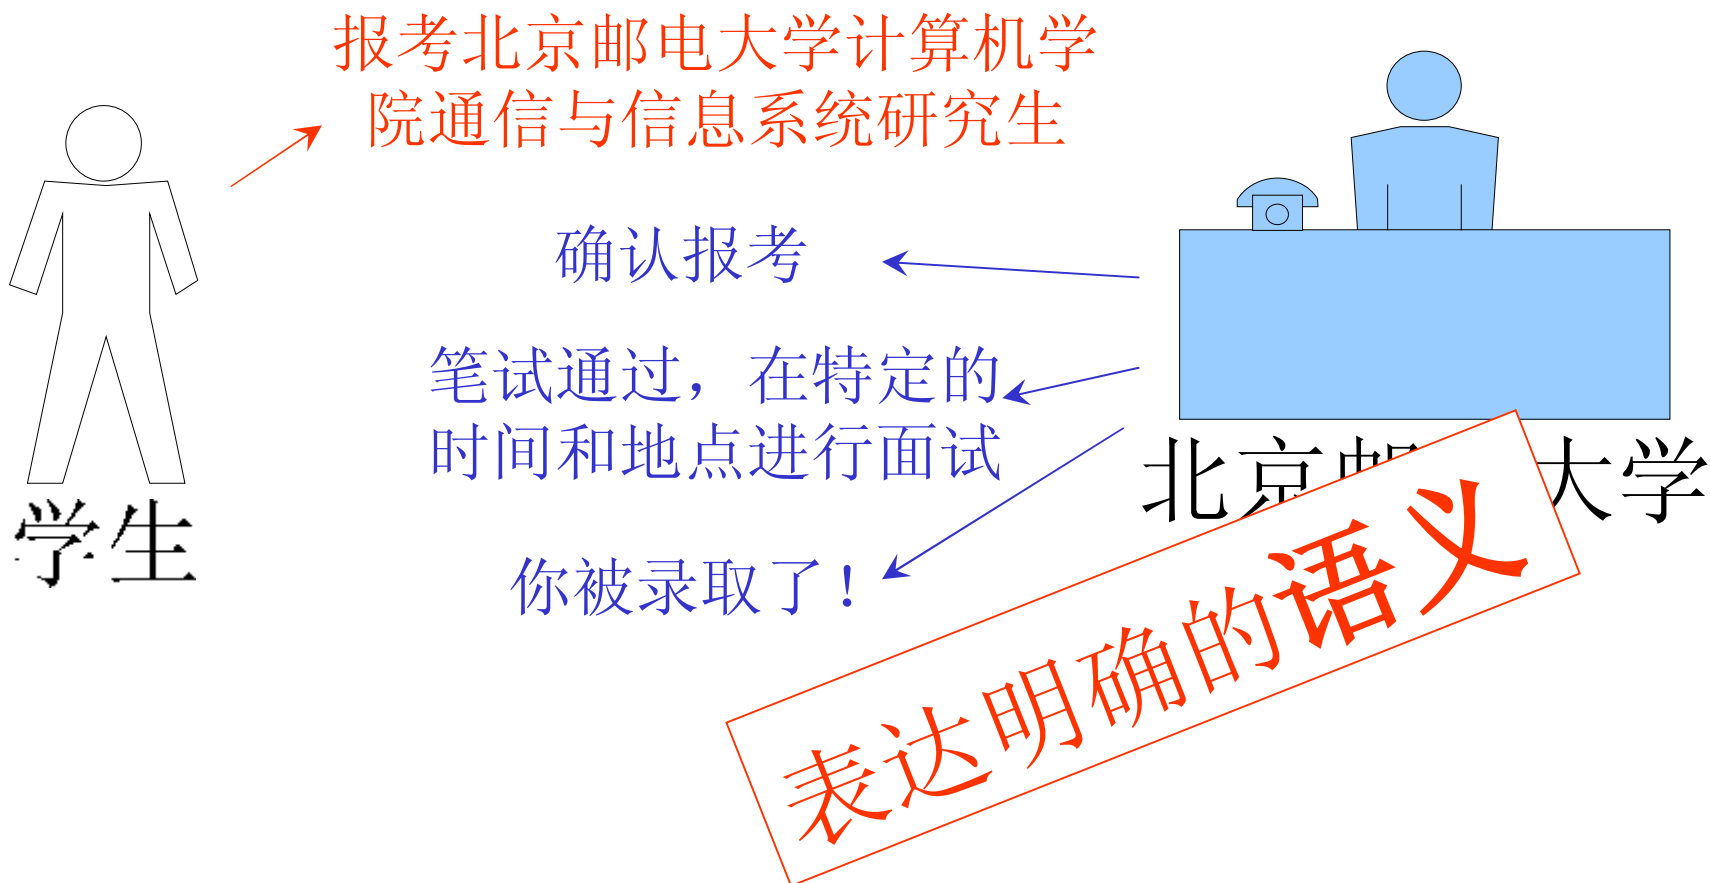 报考北京邮电大学计算机学
院通信与信息系统研究生
确认报考
笔试通过，在特定的
时间和地点进行面试
你被录取了！
学生
北京邮 大学
表达明确的语义